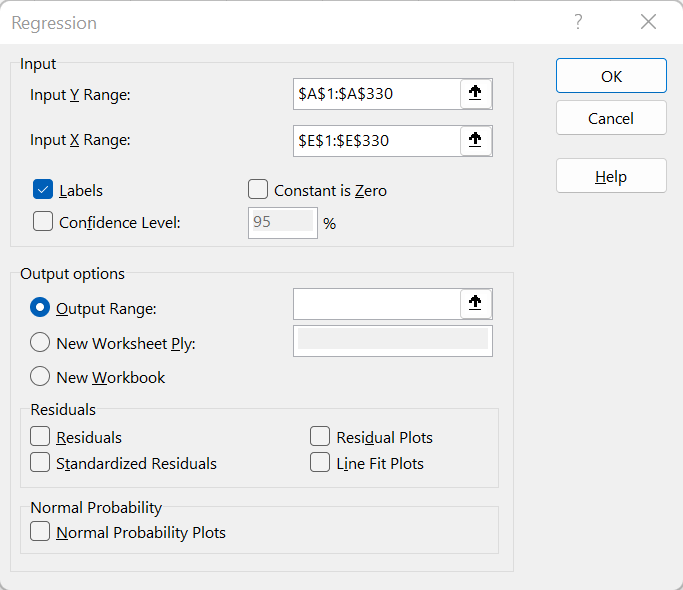 Regression ?
Input
Input Y Range: $A$1:$A$330
Input X Range: $E$1:$E$330
Labels Constant is Zero
Confidence Level: 95 %
OK
Cancel
Help
Output options
Output Range:
New Worksheet Ply:
New Workbook
Residuals
Residuals Residual Plots
Standardized Residuals Line Fit Plots
Normal Probability
Normal Probability Plots